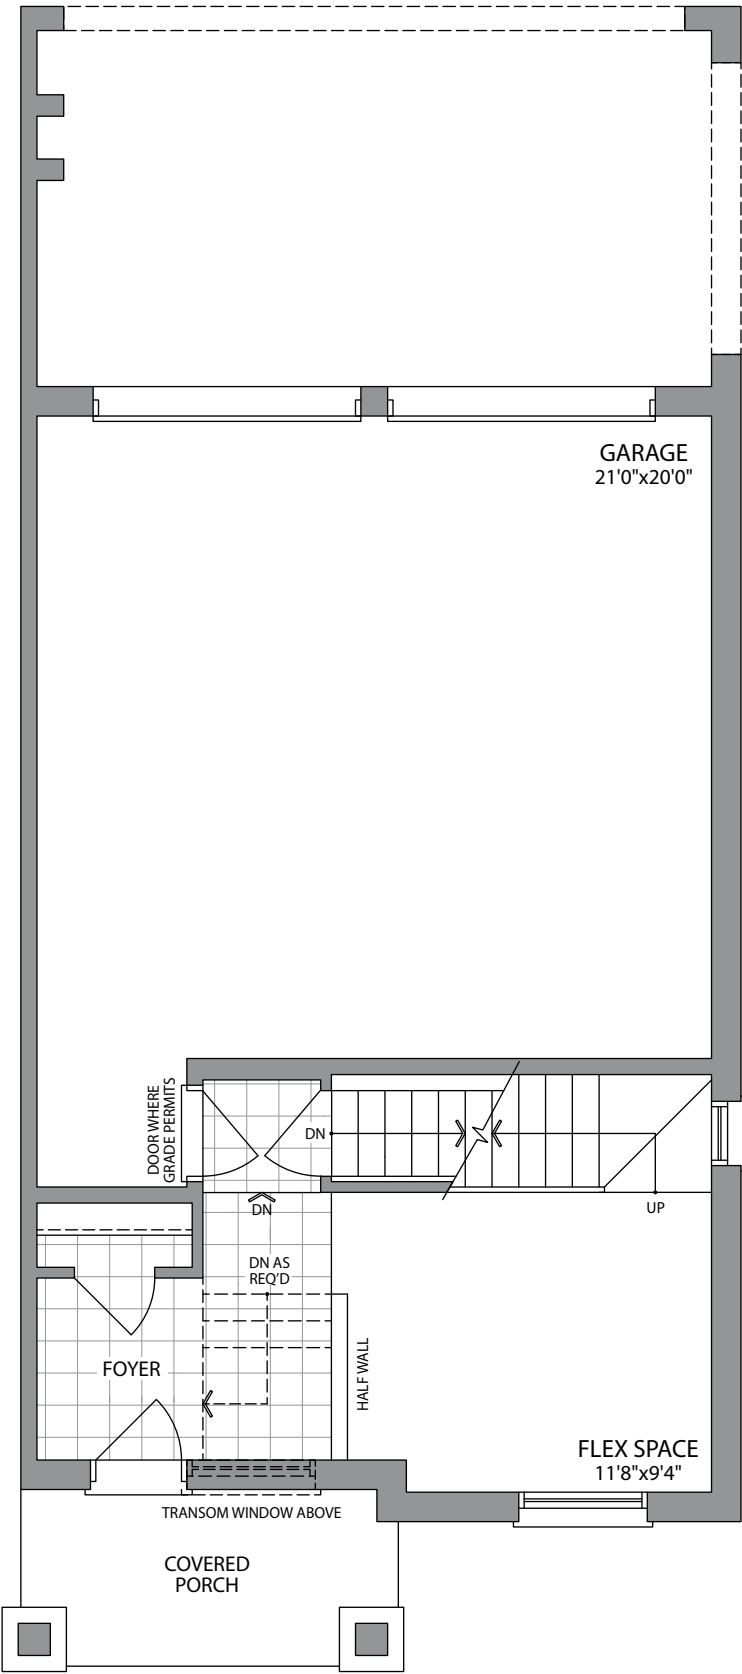 GARAGE
21'0"x20'0"
DOOR WHERE
GRADE PERMITS
DN
DN
UP
DN AS
REQ'D
HALF WALL
FOYER
FLEX SPACE
11'8"x9'4"
TRANSOM WINDOW ABOVE
COVERED
PORCH